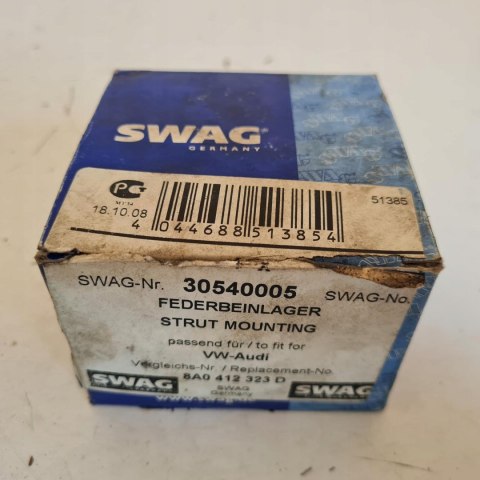 SWAG
GERMANY
PC
18.10.08
51385
4 044688 513854
SWAG-Nr. 30540005 SWAG-No.
FEDERBEINLAGER
STRUT MOUNTING
passend für / to fit for
VW-Audi
Vergleichs-Nr / Replacement-No.
8A0 412 323 D
SWAG
SWAG
Germany
SWAG